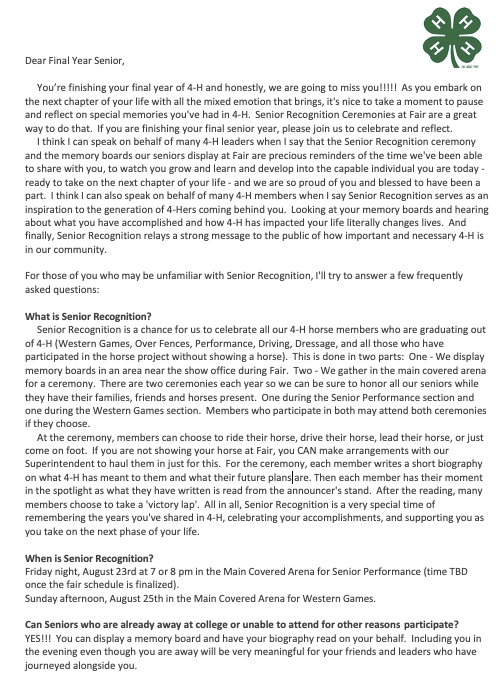 H H
H H
Dear Final Year Senior,
You're finishing your final year of 4-H and honestly, we are going to miss you!!!!! As you embark on
the next chapter of your life with all the mixed emotion that brings, it's nice to take a moment to pause
and reflect on special memories you've had in 4-H. Senior Recognition Ceremonies at Fair are a great
way to do that. If you are finishing your final senior year, please join us to celebrate and reflect.
I think I can speak on behalf of many 4-H leaders when I say that the Senior Recognition ceremony
and the memory boards our seniors display at Fair are precious reminders of the time we've been able
to share with you, to watch you grow and learn and develop into the capable individual you are today -
ready to take on the next chapter of your life - and we are so proud of you and blessed to have been a
part. I think I can also speak on behalf of many 4-H members when I say Senior Recognition serves as an
inspiration to the generation of 4-Hers coming behind you. Looking at your memory boards and hearing
about what you have accomplished and how 4-H has impacted your life literally changes lives. And
finally, Senior Recognition relays a strong message to the public of how important and necessary 4-H is
in our community.
For those of you who may be unfamiliar with Senior Recognition, I'll try to answer a few frequently
asked questions:
What is Senior Recognition?
Senior Recognition is a chance for us to celebrate all our 4-H horse members who are graduating out
of 4-H (Western Games, Over Fences, Performance, Driving, Dressage, and all those who have
participated in the horse project without showing a horse). This is done in two parts: One - We display
memory boards in an area near the show office during Fair. Two - We gather in the main covered arena
for a ceremony. There are two ceremonies each year so we can be sure to honor all our seniors while
they have their families, friends and horses present. One during the Senior Performance section and
one during the Western Games section. Members who participate in both may attend both ceremonies
if they choose.
At the ceremony, members can choose to ride their horse, drive their horse, lead their horse, or just
come on foot. If you are not showing your horse at Fair, you CAN make arrangements with our
Superintendent to haul them in just for this. For the ceremony, each member writes a short biography
on what 4-H has meant to them and what their future plans are. Then each member has their moment
in the spotlight as what they have written is read from the announcer's stand. After the reading, many
members choose to take a 'victory lap'. All in all, Senior Recognition is a very special time of
remembering the years you've shared in 4-H, celebrating your accomplishments, and supporting you as
you take on the next phase of your life.
When is Senior Recognition?
Friday night, August 23rd at 7 or 8 pm in the Main Covered Arena for Senior Performance (time TBD
once the fair schedule is finalized).
Sunday afternoon, August 25th in the Main Covered Arena for Western Games.
Can Seniors who are already away at college or unable to attend for other reasons participate?
YES!!! You can display a memory board and have your biography read on your behalf. Including you in
the evening even though you are away will be very meaningful for your friends and leaders who have
journeyed alongside you.